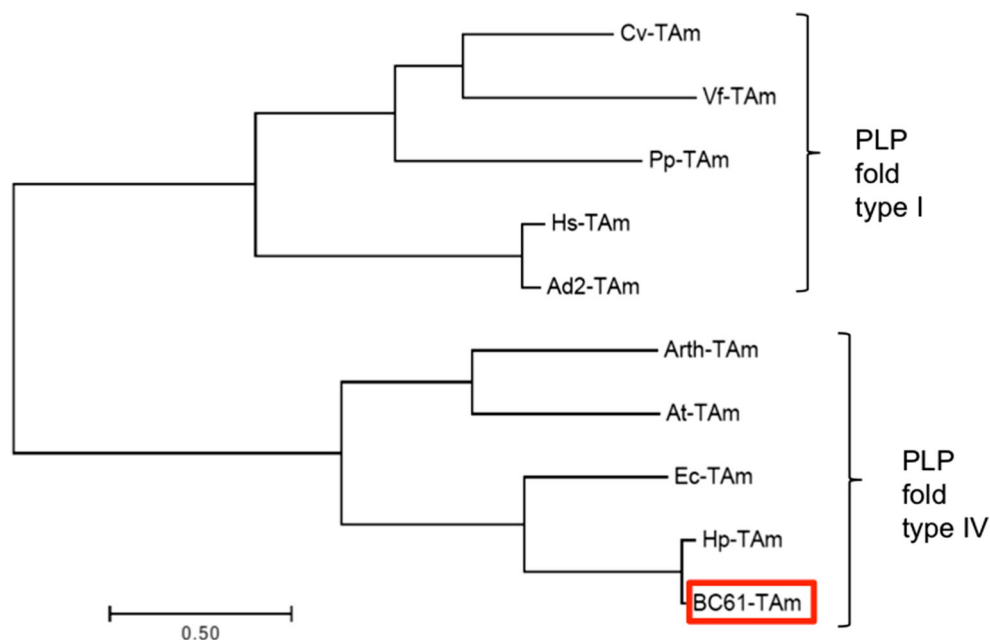 Cv-TAm
Vf-TAm
Pp-TAm
Hs-TAm
Ad2-TAm
PLP
fold
type I
Arth-TAm
At-TAm
Ec-TAm
Hp-TAm
BC61-TAm
PLP
fold
type IV
0.50